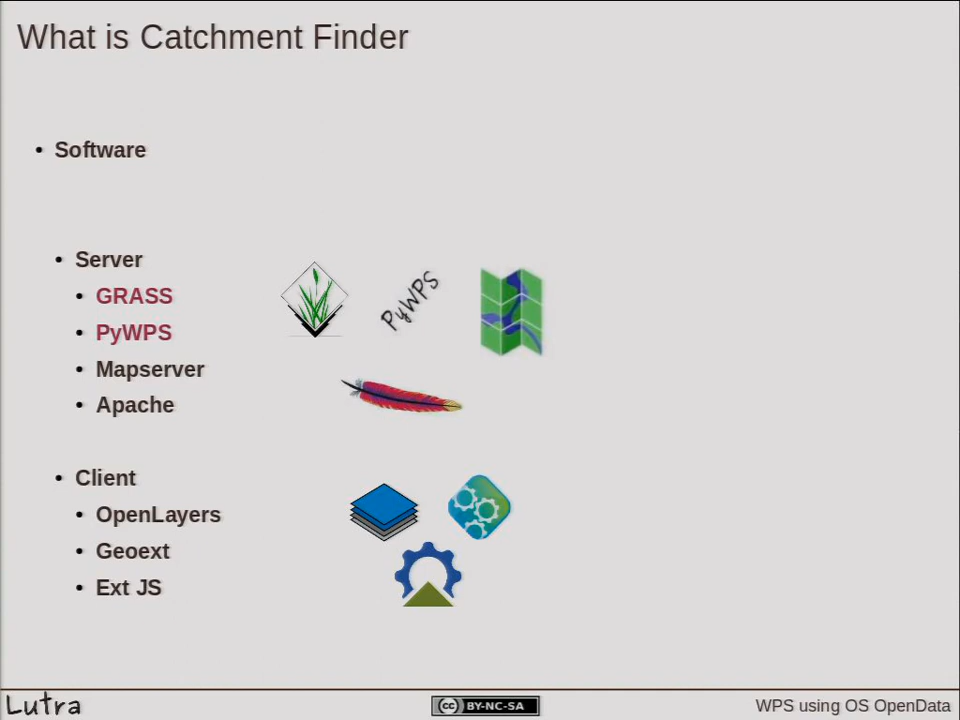 What is Catchment Finder
• Software
• Server
• GRASS
• PyWPS
• Mapserver
• Apache
PyWPS
• Client
• OpenLayers
• Geoext
• Ext JS
Lutra
cc BY-NC-SA
WPS using OS OpenData